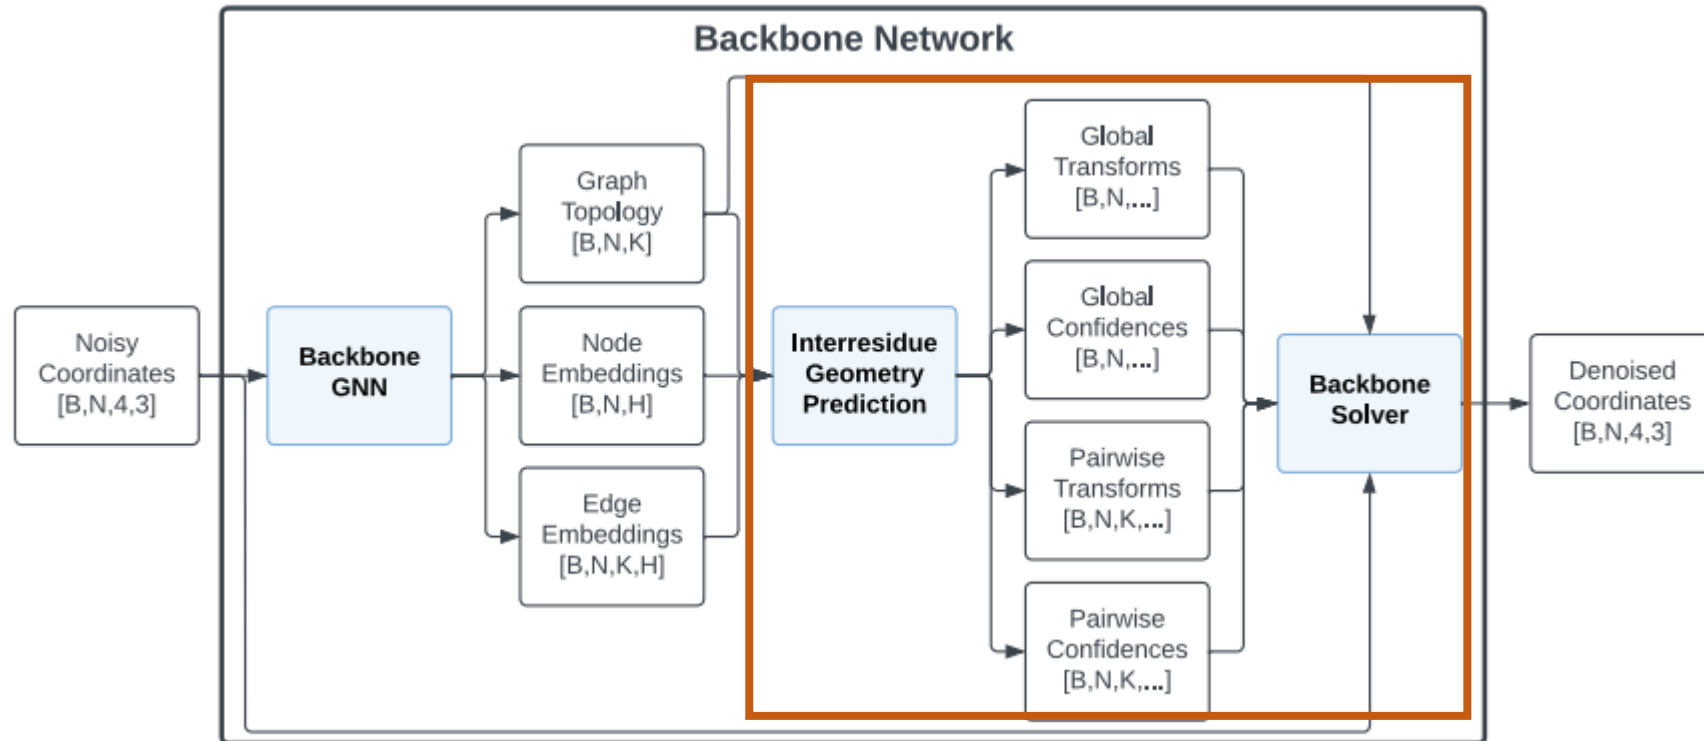 Backbone Network
Noisy
Coordinates
[B,N,4,3]
Backbone
GNN
Graph
Topology
[B,N,K]
Node
Embeddings
[B,N,H]
Edge
Embeddings
[B,N,K,H]
Interresidue
Geometry
Prediction
Global
Transforms
[B,N,...]
Global
Confidences
[B,N,...]
Pairwise
Transforms
[B,N,K,...]
Pairwise
Confidences
[B,N,K,...]
Backbone
Solver
Denoised
Coordinates
[B,N,4,3]